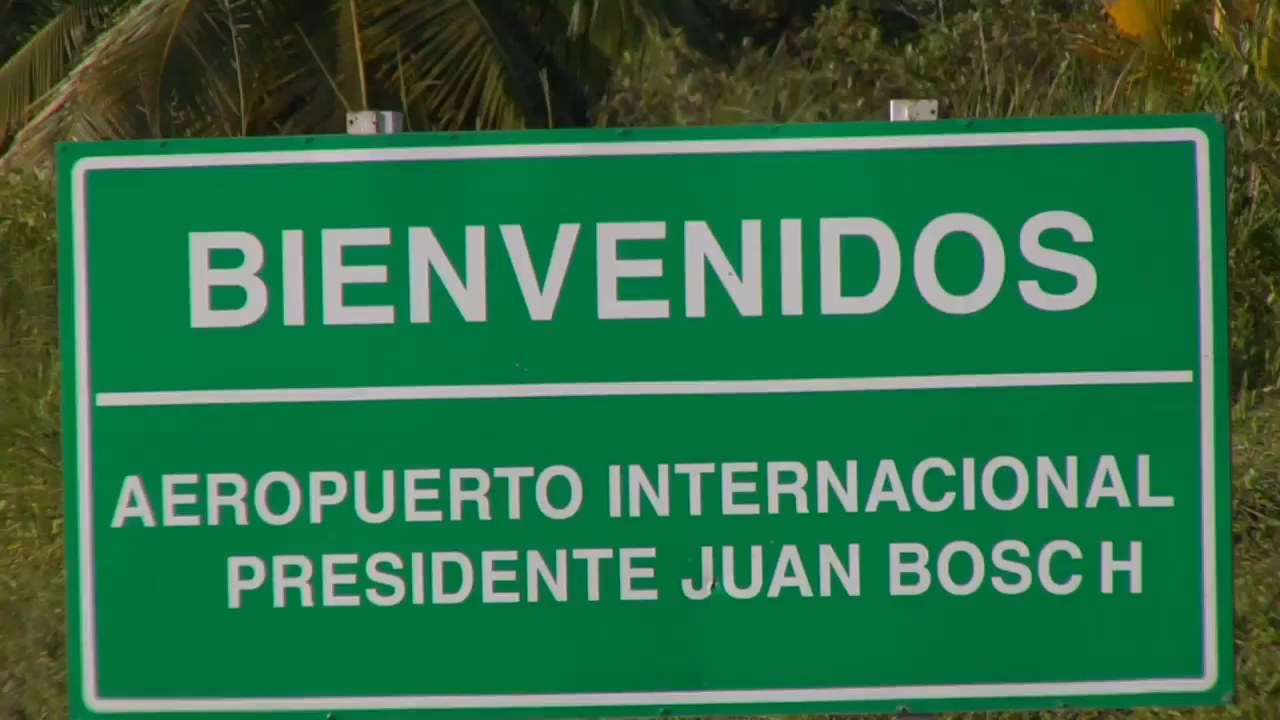 BIENVENIDOS
AEROPUERTO INTERNACIONAL
PRESIDENTE JUAN BOSCH